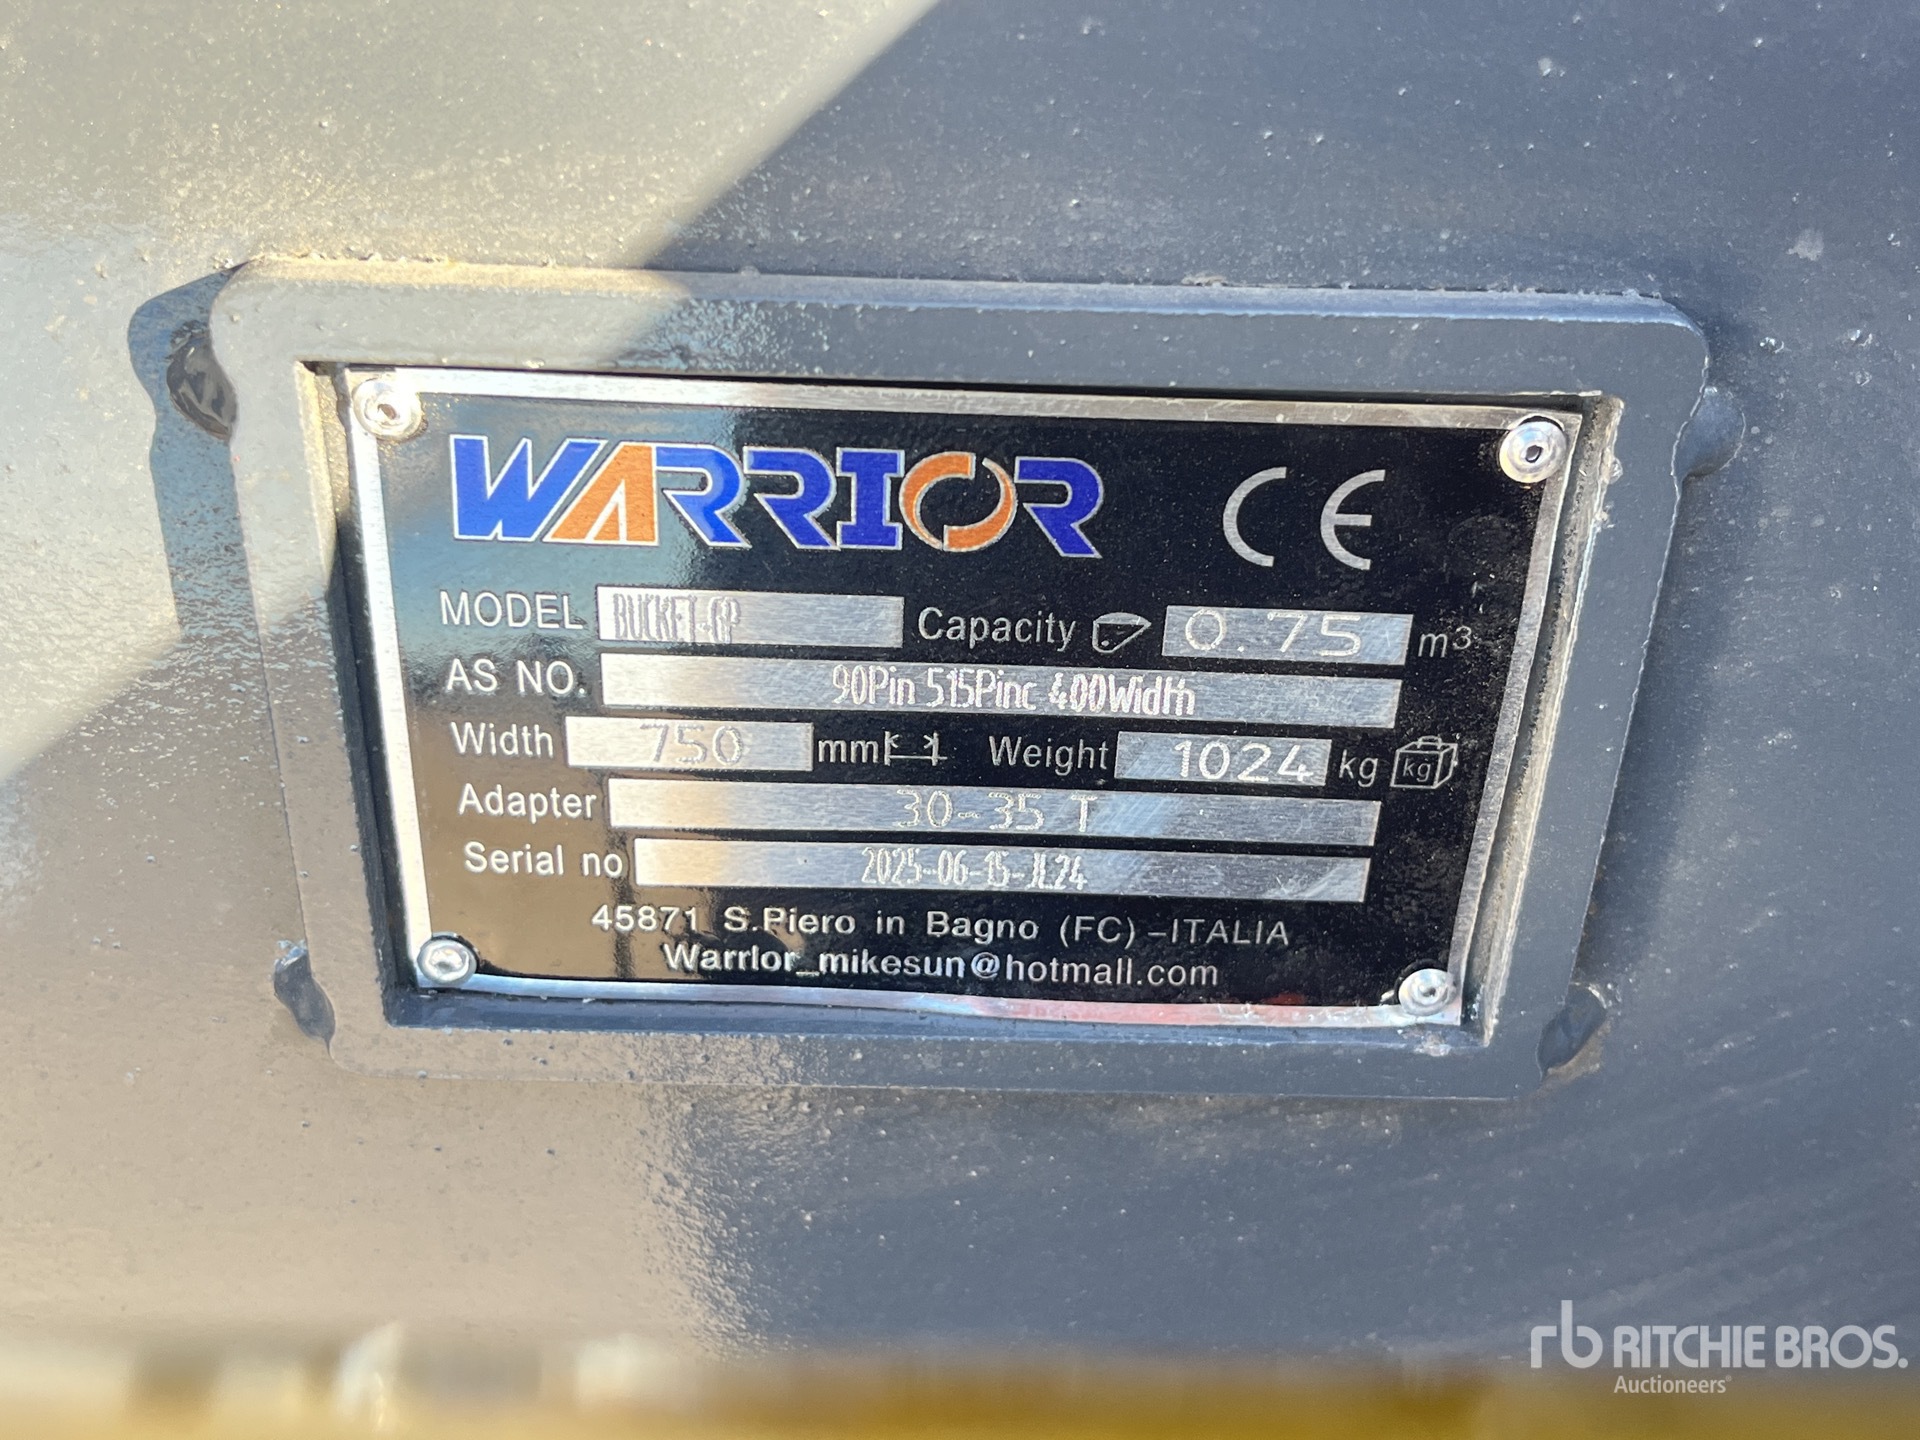 WARRIOR CE
MODEL BUCKET-GP Capacity 0.75 m³
AS NO. 90Pin 515Pinc 400Width
Width 750 mm Weight 1024 kg kg
Adapter 30-35 T
Serial no 2025-06-15-JL24
45871 S.Piero in Bagno (FC)-ITALIA
Warrlor_mikesun@hotmall.com
rb RITCHIE BROS.
Auctioneers